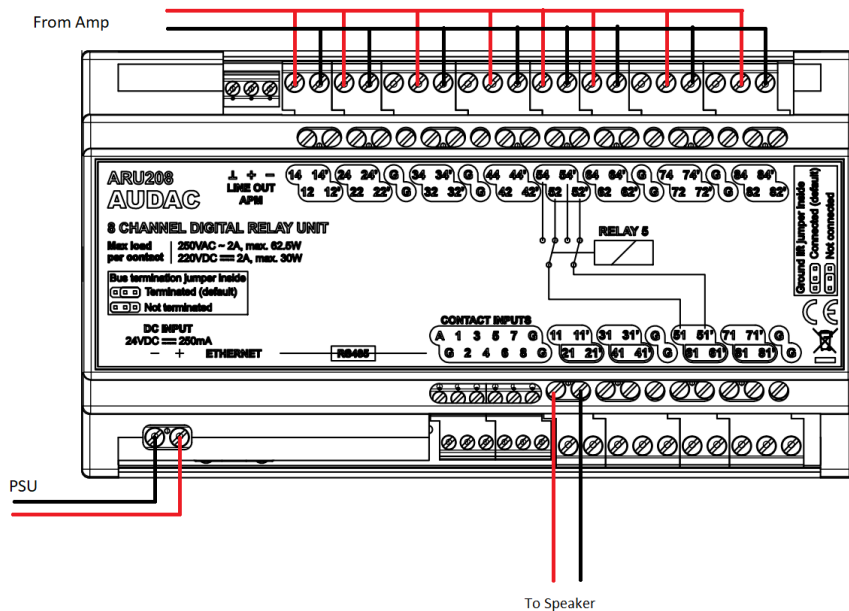 From Amp
ARU208
AUDAC
⊥ + −
LINE OUT
APM
14 14' 24 24' G 34 34' G 44 44' 54 54' G 64 64' G 74 74' G 84 84'
12 12' 22 22' G 32 32' G 42 42' 52 52' 62 62' G 72 72' G 82 82'
8 CHANNEL DIGITAL RELAY UNIT
Max load per contact
250VAC ~ 2A, max. 62.5W
220VDC ⎓ 2A, max. 30W
RELAY 5
Ground lift jumper inside
Connected (default)
Not connected
Bus termination jumper inside
Terminated (default)
Not terminated
DC INPUT
24VDC ⎓ 250mA
− +
ETHERNET
RS485
CONTACT INPUTS
A 1 3 5 7 G 11 11' 31 31' G 51 51' 71 71' G
G 2 4 6 8 G 21 21' 41 41' G 61 61' 81 81' G
CE
PSU
To Speaker